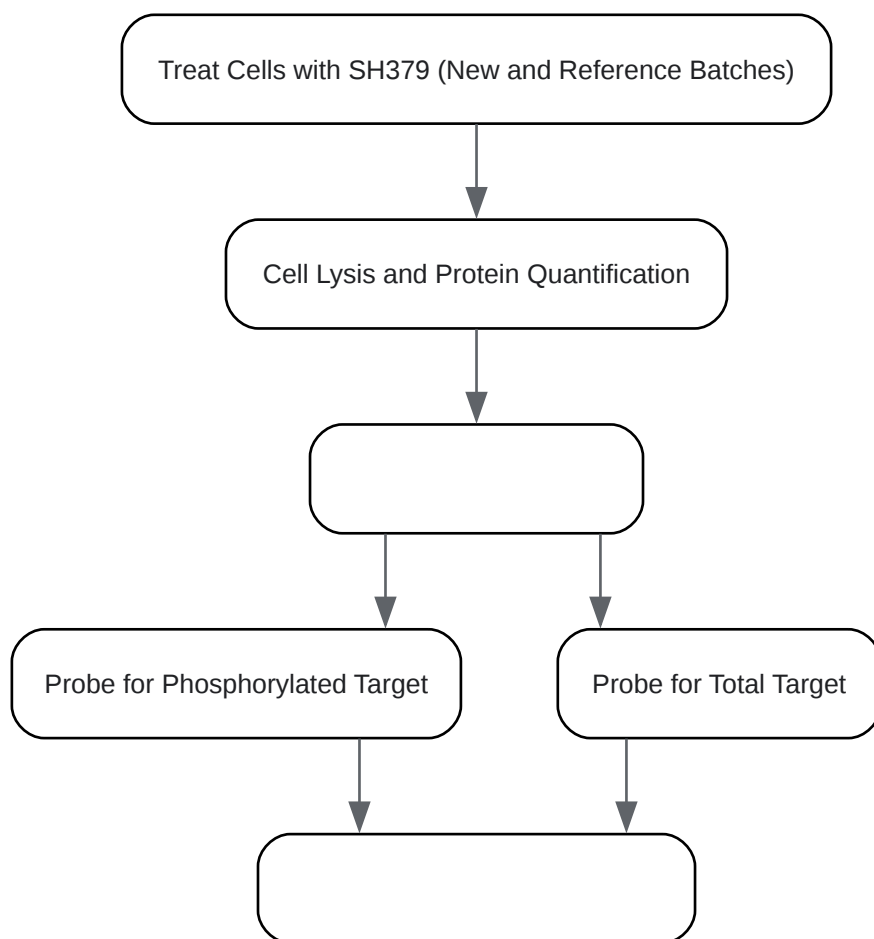 Treat Cells with SH379 (New and Reference Batches)
Cell Lysis and Protein Quantification
Probe for Phosphorylated Target
Probe for Total Target